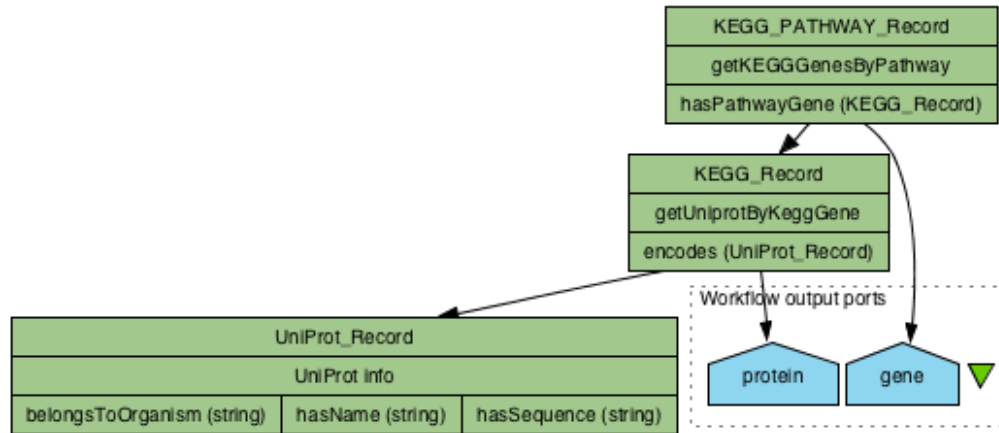 KEGG_PATHWAY_Record
getKEGGGenesByPathway
hasPathwayGene (KEGG_Record)
KEGG_Record
getUniprotByKeggGene
encodes (UniProt_Record)
Workflow output ports
UniProt_Record
UniProt info
belongsToOrganism (string) hasName (string) hasSequence (string)
protein gene